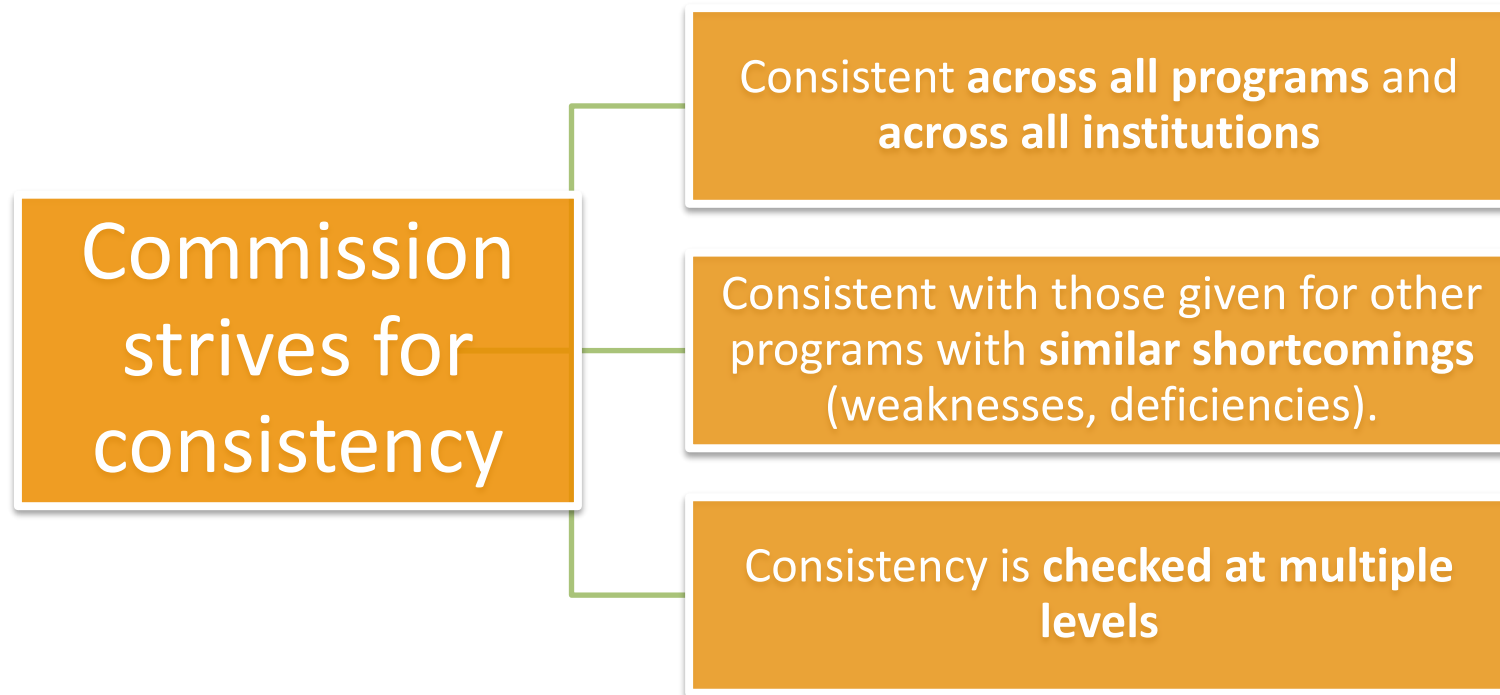 Commission
strives for
consistency
Consistent across all programs and
across all institutions
Consistent with those given for other
programs with similar shortcomings
(weaknesses, deficiencies).
Consistency is checked at multiple
levels